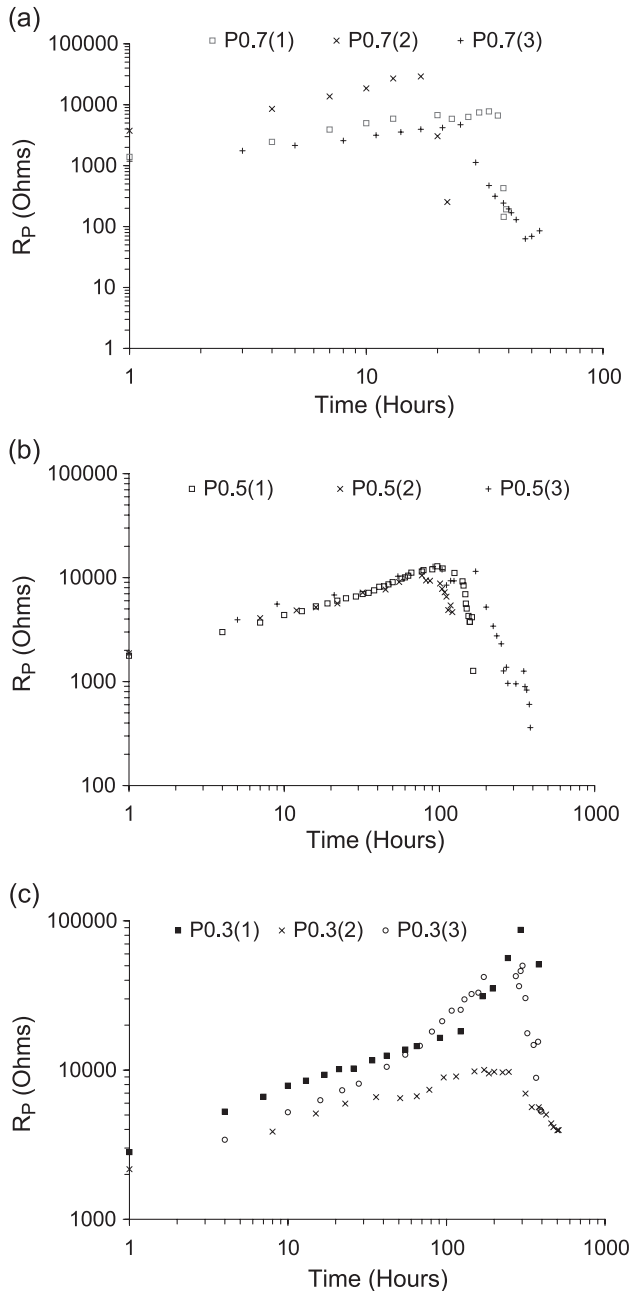 (a)
P0.7(1) P0.7(2) P0.7(3)
100000
10000
1000
100
10
1
R_P (Ohms)
1 10 100
Time (Hours)
(b)
P0.5(1) P0.5(2) P0.5(3)
100000
10000
1000
100
R_P (Ohms)
1 10 100 1000
Time (Hours)
(c)
P0.3(1) P0.3(2) P0.3(3)
100000
10000
1000
R_P (Ohms)
1 10 100 1000
Time (Hours)